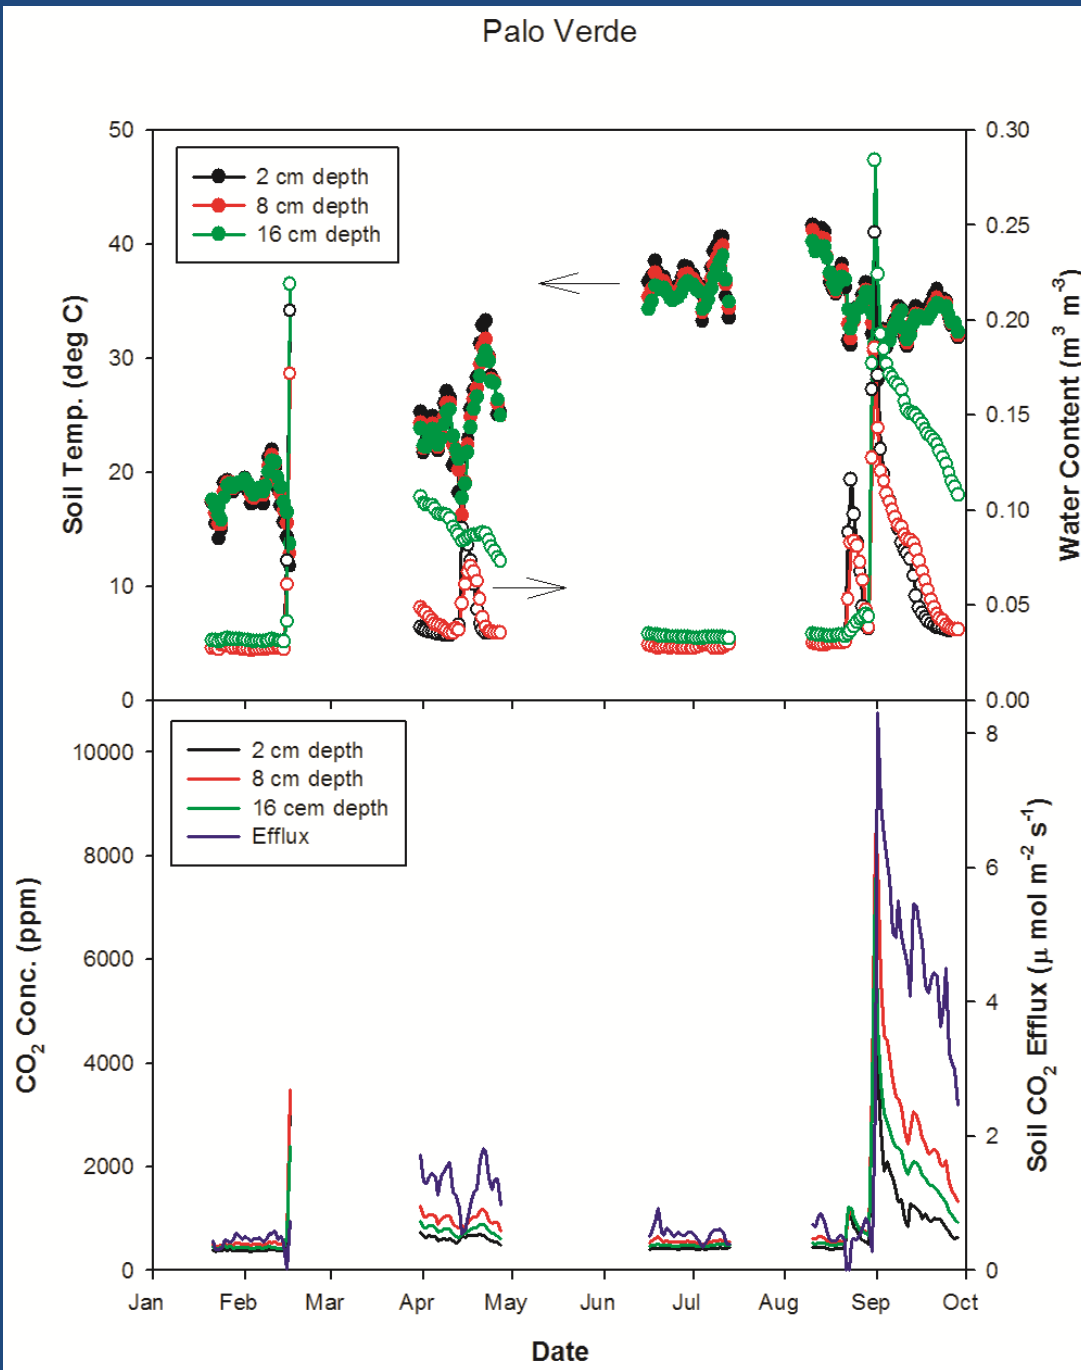 Palo Verde
50
40
30
20
10
0
Soil Temp. (deg C)
2 cm depth
8 cm depth
16 cm depth
0.30
0.25
0.20
0.15
0.10
0.05
0.00
Water Content (m³ m⁻³)
10000
8000
6000
4000
2000
0
CO₂ Conc. (ppm)
2 cm depth
8 cm depth
16 cem depth
Efflux
8
6
4
2
0
Soil CO₂ Efflux (μ mol m⁻² s⁻¹)
Jan Feb Mar Apr May Jun Jul Aug Sep Oct
Date